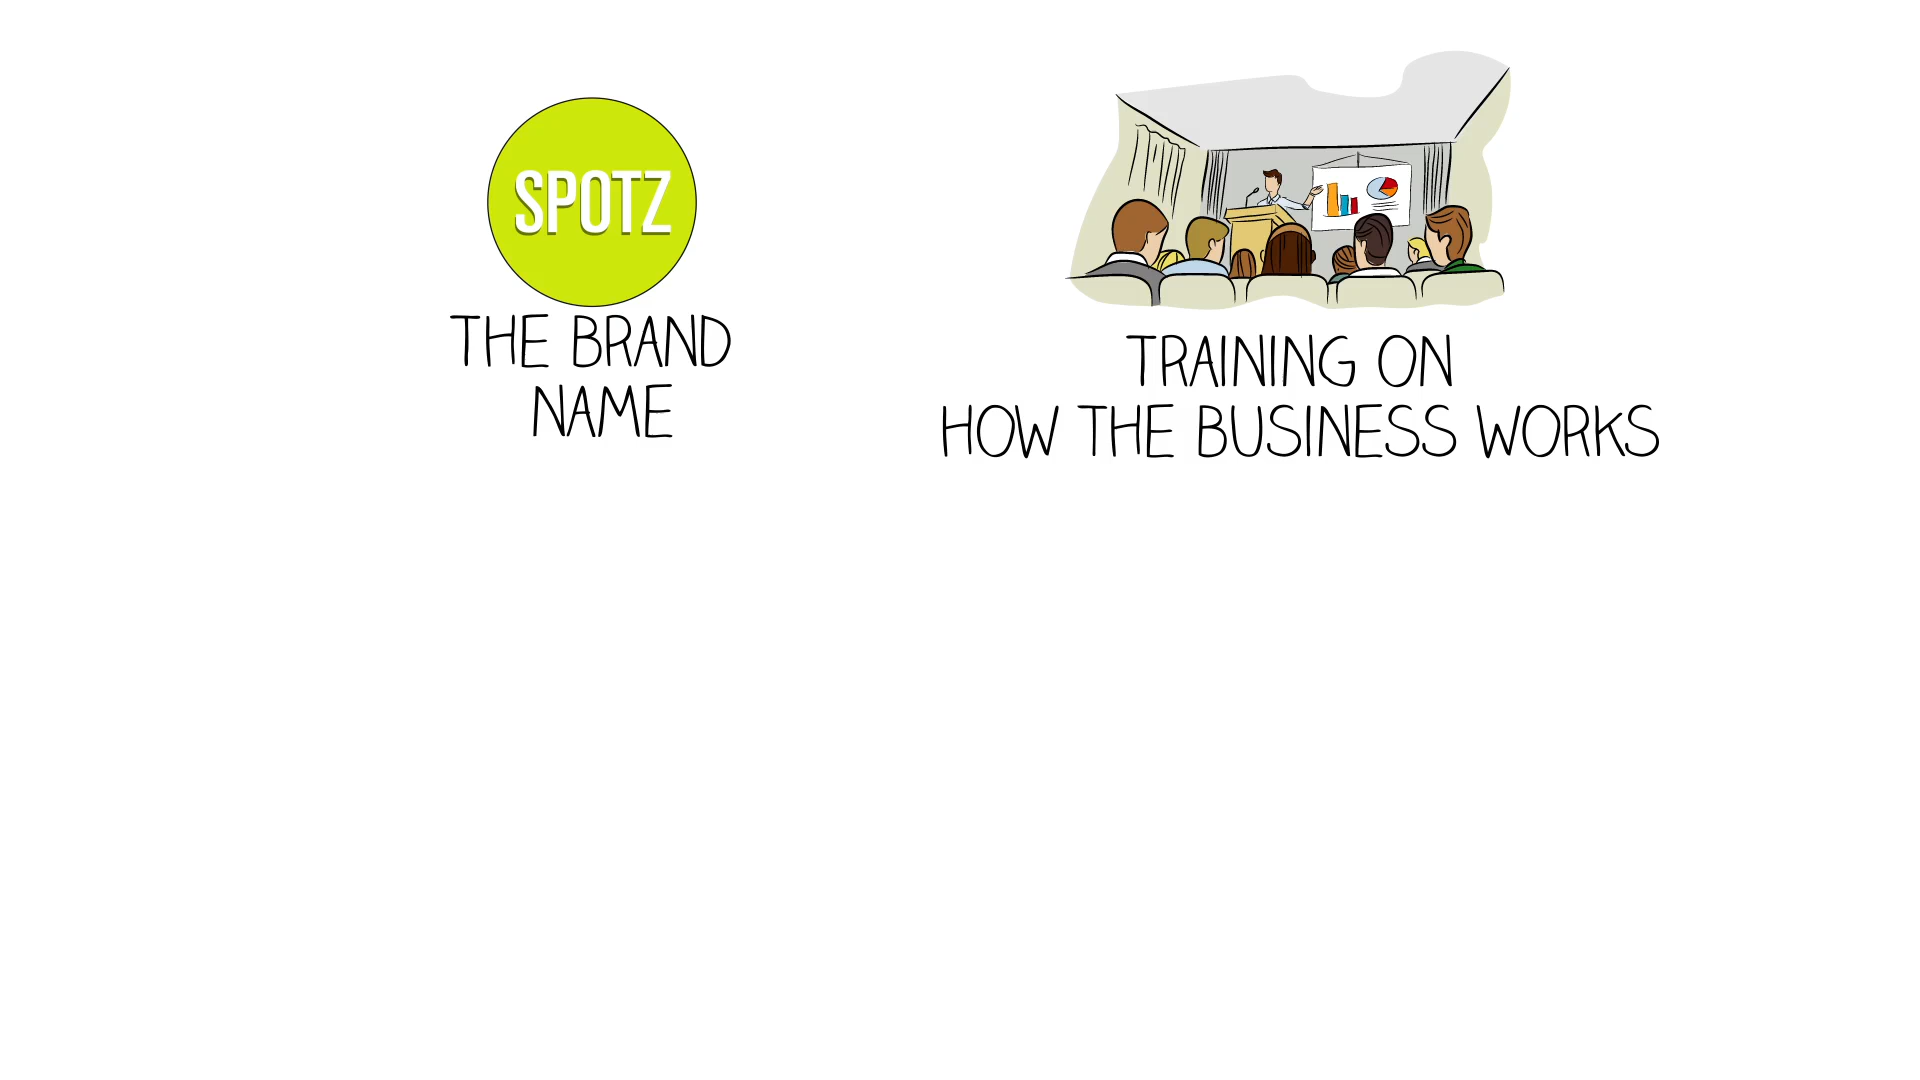 SPOTZ
THE BRAND
NAME
TRAINING ON
HOW THE BUSINESS WORKS